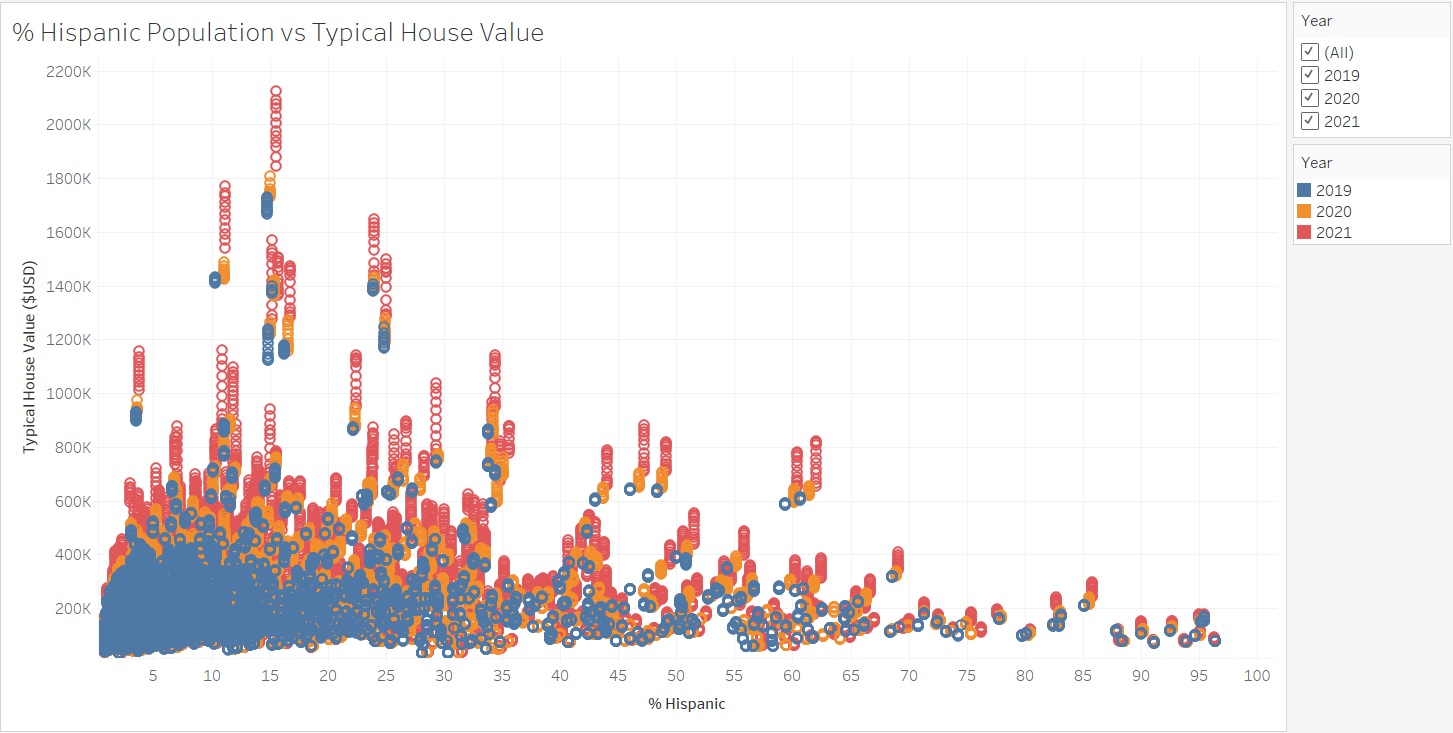 % Hispanic Population vs Typical House Value
Typical House Value ($USD)
2200K
2000K
1800K
1600K
1400K
1200K
1000K
800K
600K
400K
200K
5 10 15 20 25 30 35 40 45 50 55 60 65 70 75 80 85 90 95 100
% Hispanic
Year
(All)
2019
2020
2021
Year
2019
2020
2021